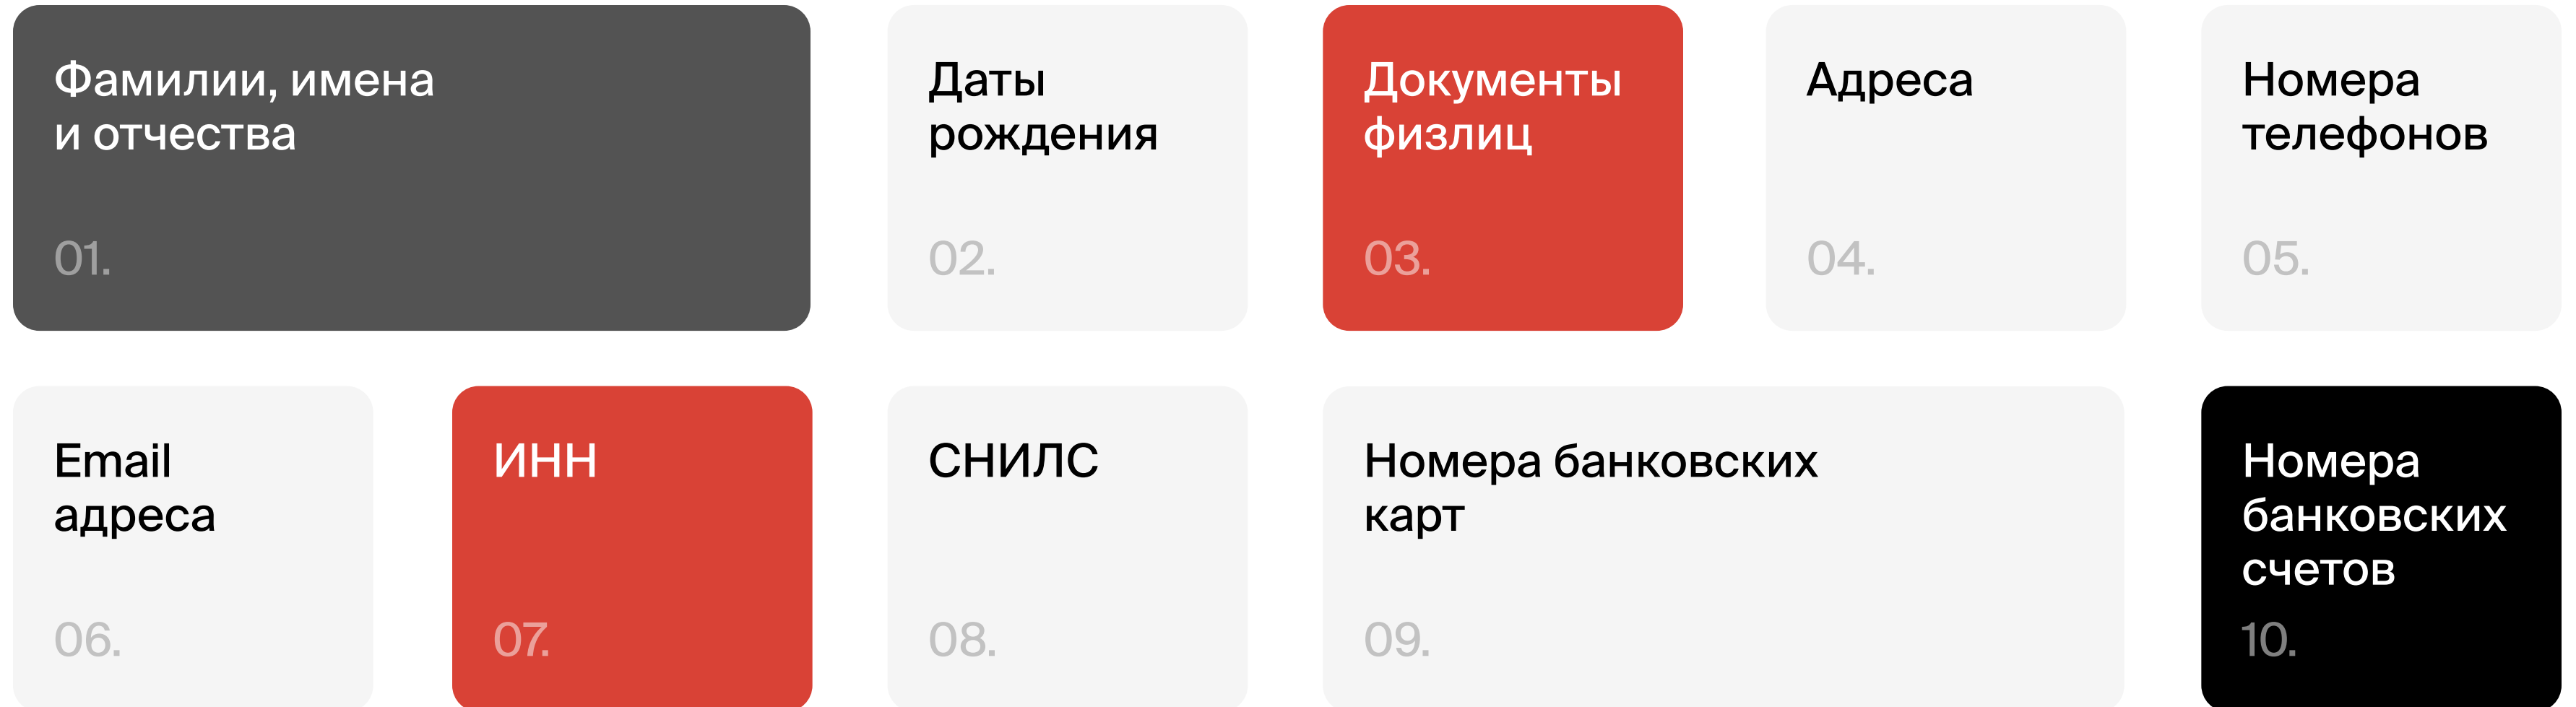 Фамилии, имена
и отчества
01.
Даты
рождения
02.
Документы
физлиц
03.
Адреса
04.
Номера
телефонов
05.
Email
адреса
06.
ИНН
07.
СНИЛС
08.
Номера банковских
карт
09.
Номера
банковских
счетов
10.